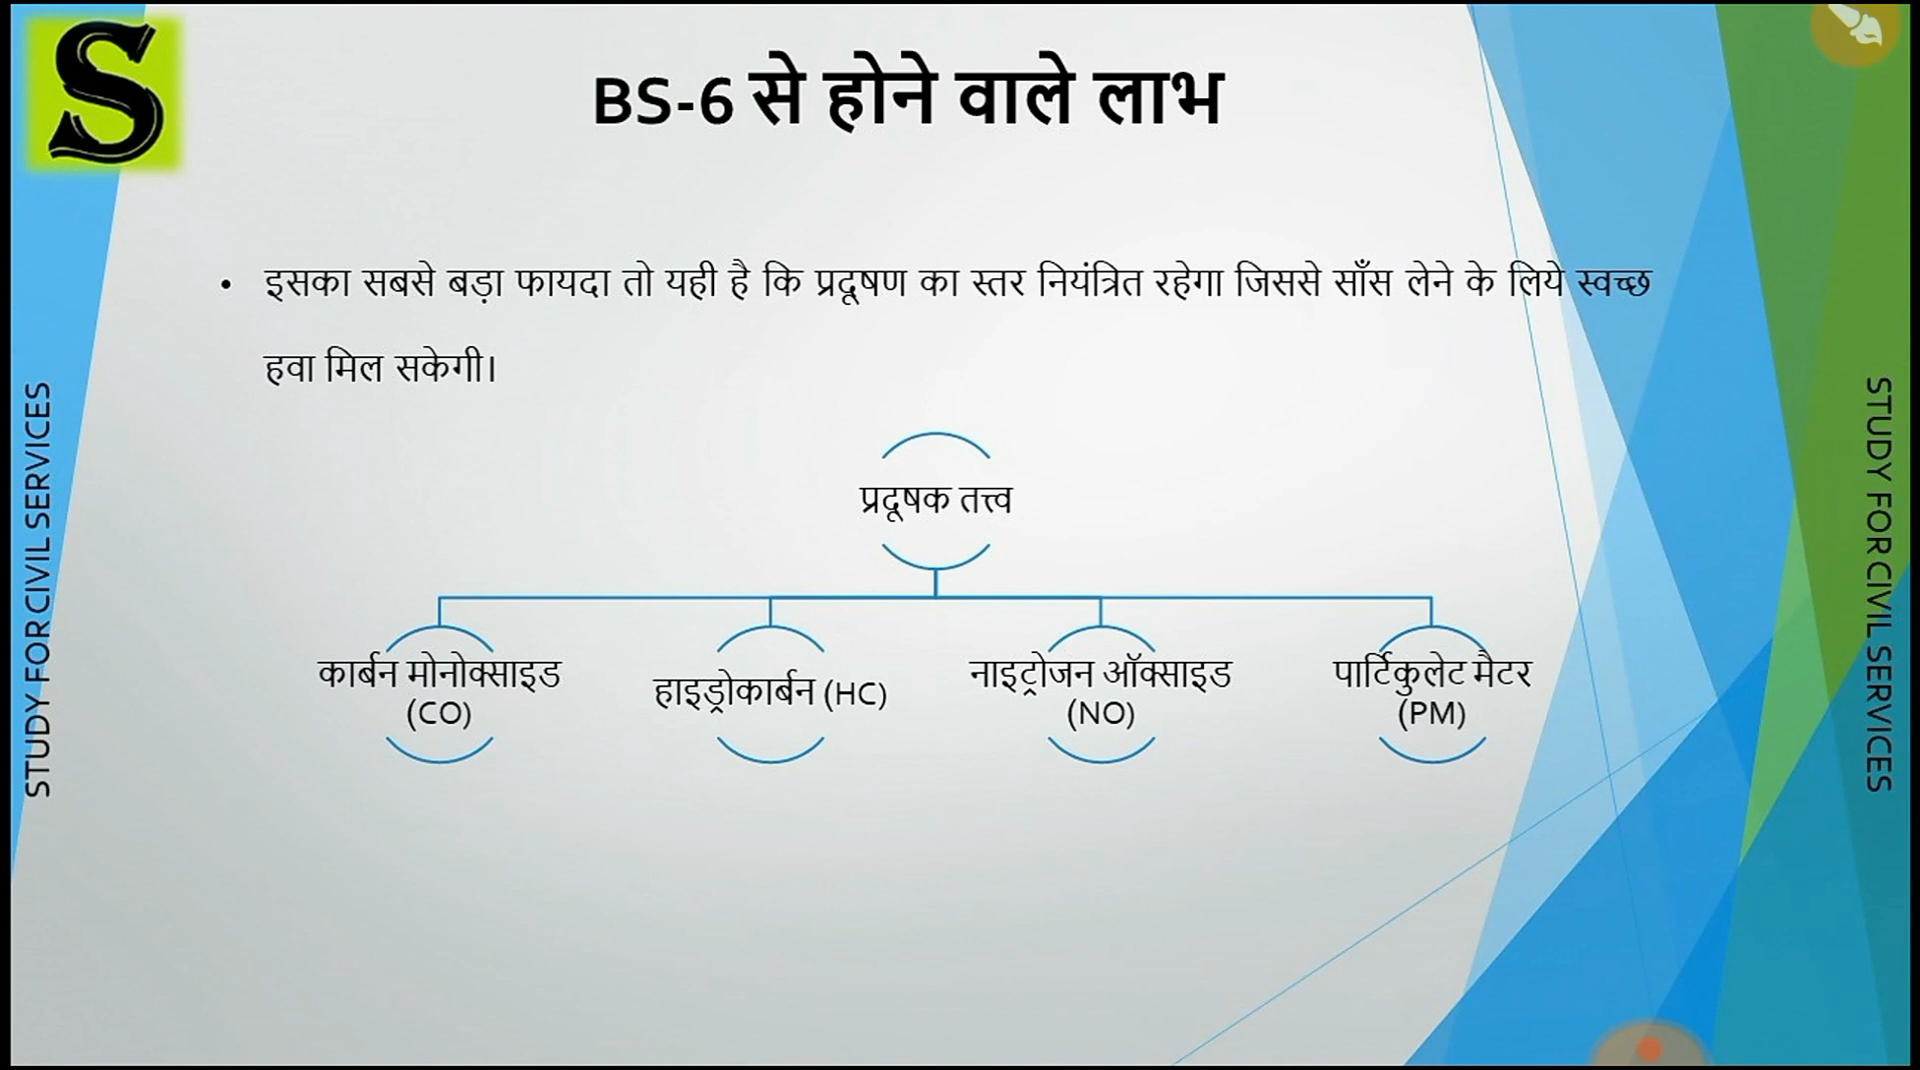 S
BS-6 से होने वाले लाभ
• इसका सबसे बड़ा फायदा तो यही है कि प्रदूषण का स्तर नियंत्रित रहेगा जिससे साँस लेने के लिये स्वच्छ
हवा मिल सकेगी।
प्रदूषक तत्त्व
कार्बन मोनोक्साइड
(CO)
हाइड्रोकार्बन (HC)
नाइट्रोजन ऑक्साइड
(NO)
पार्टिकुलेट मैटर
(PM)
STUDY FOR CIVIL SERVICES
STUDY FOR CIVIL SERVICES